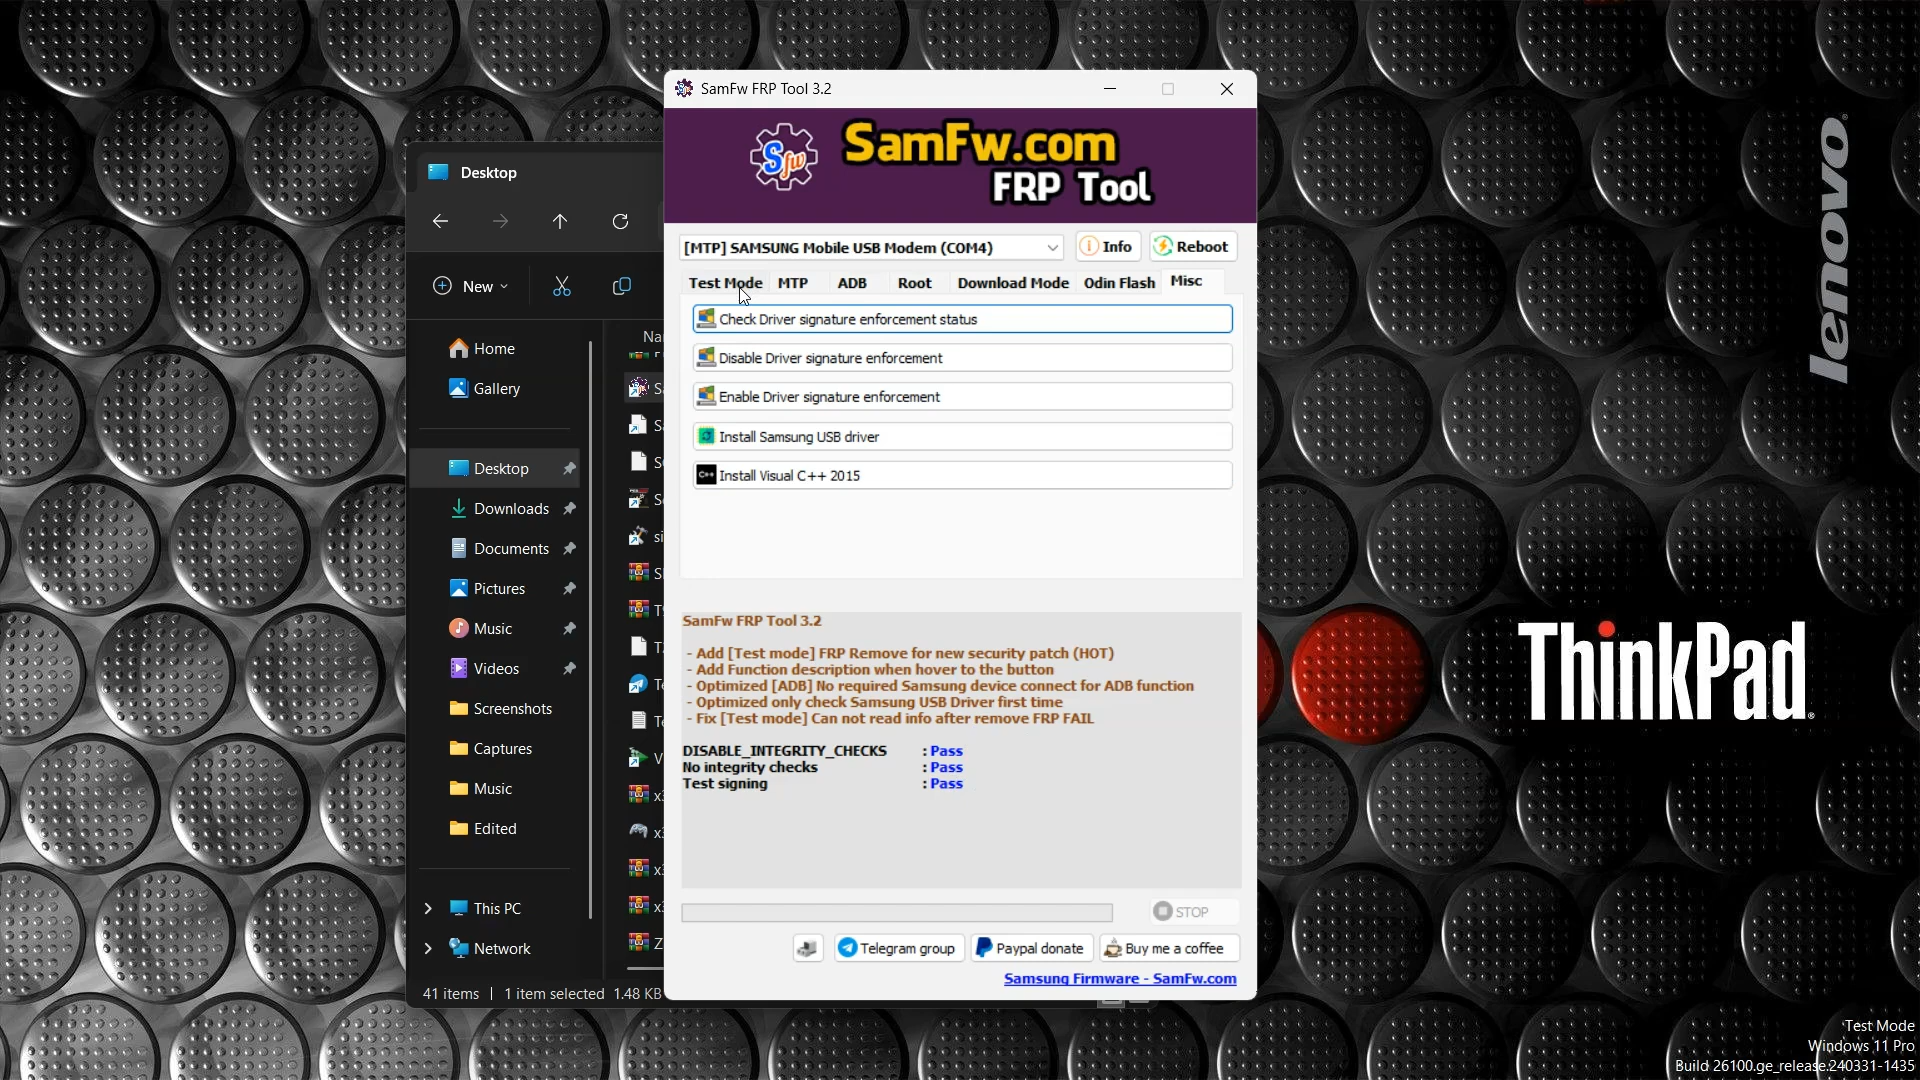 SamFw FRP Tool 3.2
Sfw
SamFw.com
FRP Tool
[MTP] SAMSUNG Mobile USB Modem (COM4)
Info
Reboot
Test Mode
MTP
ADB
Root
Download Mode
Odin Flash
Misc
Check Driver signature enforcement status
Disable Driver signature enforcement
Enable Driver signature enforcement
Install Samsung USB driver
C++ Install Visual C++ 2015
SamFw FRP Tool 3.2
- Add [Test mode] FRP Remove for new security patch (HOT)
- Add Function description when hover to the button
- Optimized [ADB] No required Samsung device connect for ADB function
- Optimized only check Samsung USB Driver first time
- Fix [Test mode] Can not read info after remove FRP FAIL
DISABLE_INTEGRITY_CHECKS : Pass
No integrity checks : Pass
Test signing : Pass
STOP
Telegram group
Paypal donate
Buy me a coffee
Samsung Firmware - SamFw.com
Desktop
New
Home
Gallery
Desktop
Downloads
Documents
Pictures
Music
Videos
Screenshots
Captures
Music
Edited
This PC
Network
41 items
1 item selected 1.48 KB
lenovo
ThinkPad
Test Mode
Windows 11 Pro
Build 26100.ge_release.240331-1435